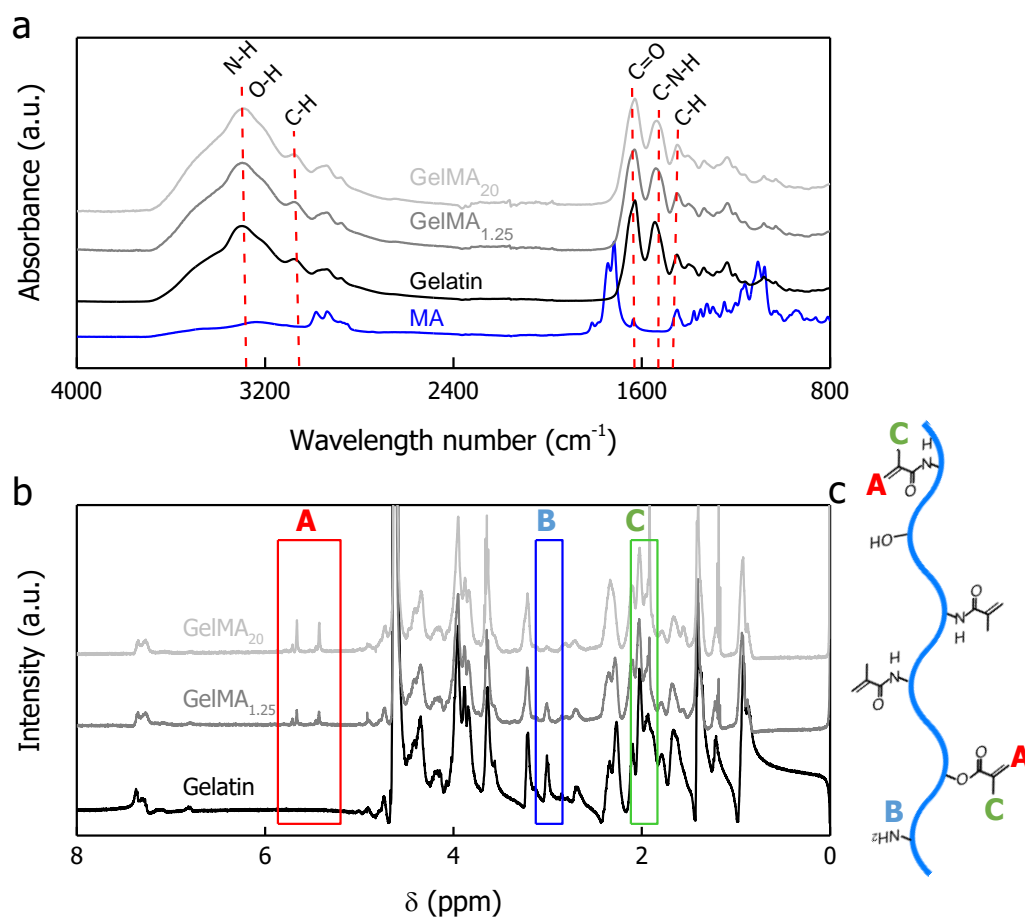 a
Absorbance (a.u.)
N-H
O-H
C-H
C=O
C-N-H
C-H
GelMA20
GelMA1.25
Gelatin
MA
4000 3200 2400 1600 800
Wavelength number (cm-1)
b
Intensity (a.u.)
A
B
C
GelMA20
GelMA1.25
Gelatin
8 6 4 2 0
δ (ppm)
c
C
H
N
A
O
HO
O
N
H
H
N
O
O
A
O
C
B
NH2